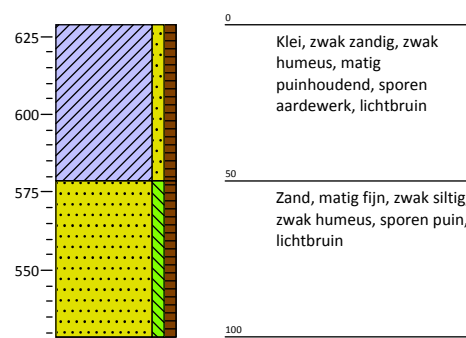 0
625
Klei, zwak zandig, zwak
humeus, matig
puinhoudend, sporen
aardewerk, lichtbruin
600
50
575
Zand, matig fijn, zwak siltig,
zwak humeus, sporen puin,
lichtbruin
550
100